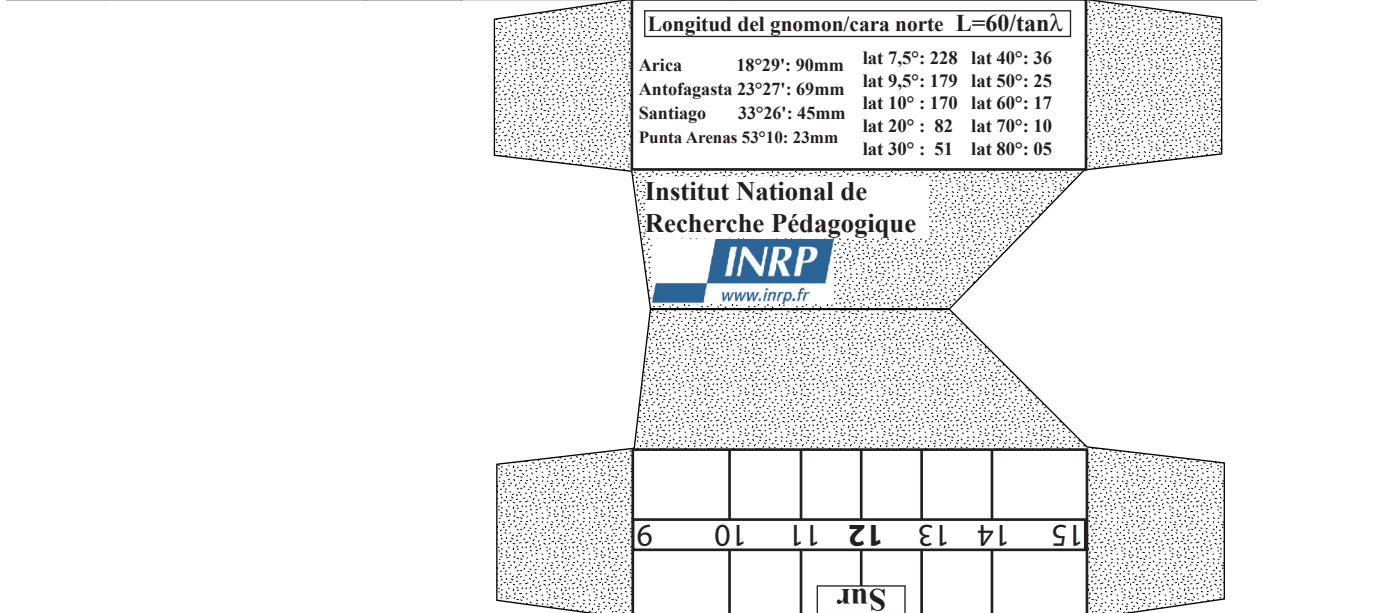 Longitud del gnomon/cara norte L=60/tanλ
Arica 18°29': 90mm
Antofagasta 23°27': 69mm
Santiago 33°26': 45mm
Punta Arenas 53°10: 23mm
lat 7,5°: 228 lat 40°: 36
lat 9,5°: 179 lat 50°: 25
lat 10° : 170 lat 60°: 17
lat 20° : 82 lat 70°: 10
lat 30° : 51 lat 80°: 05
Institut National de
Recherche Pédagogique
INRP
www.inrp.fr
9 10 11 12 13 14 15
Sur